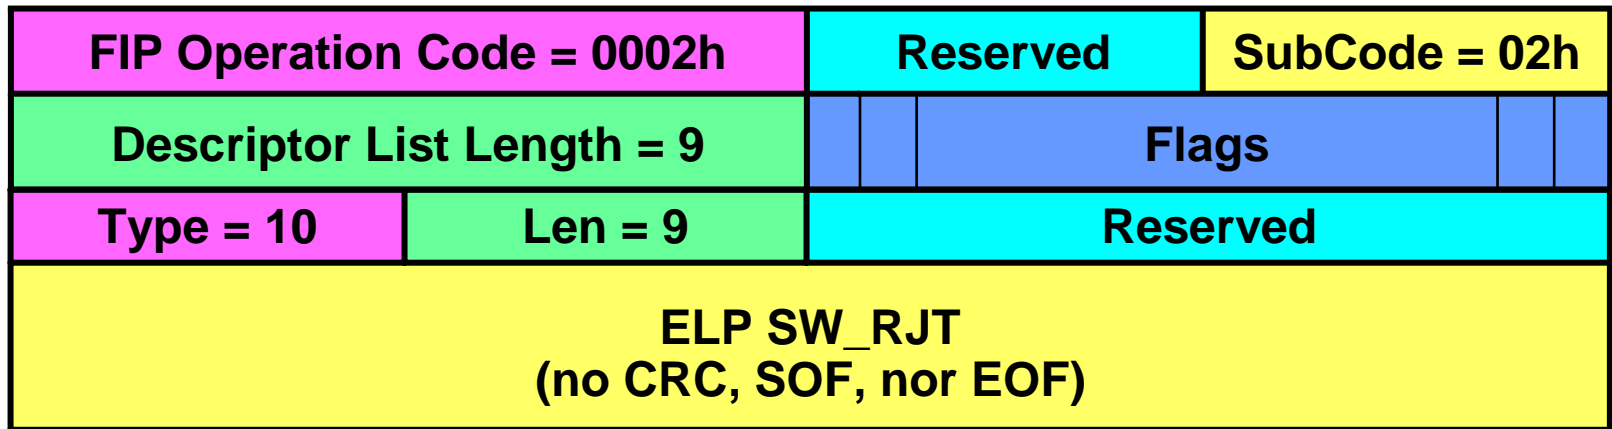 FIP Operation Code = 0002h Reserved SubCode = 02h
Descriptor List Length = 9 Flags
Type = 10 Len = 9 Reserved
ELP SW_RJT
(no CRC, SOF, nor EOF)